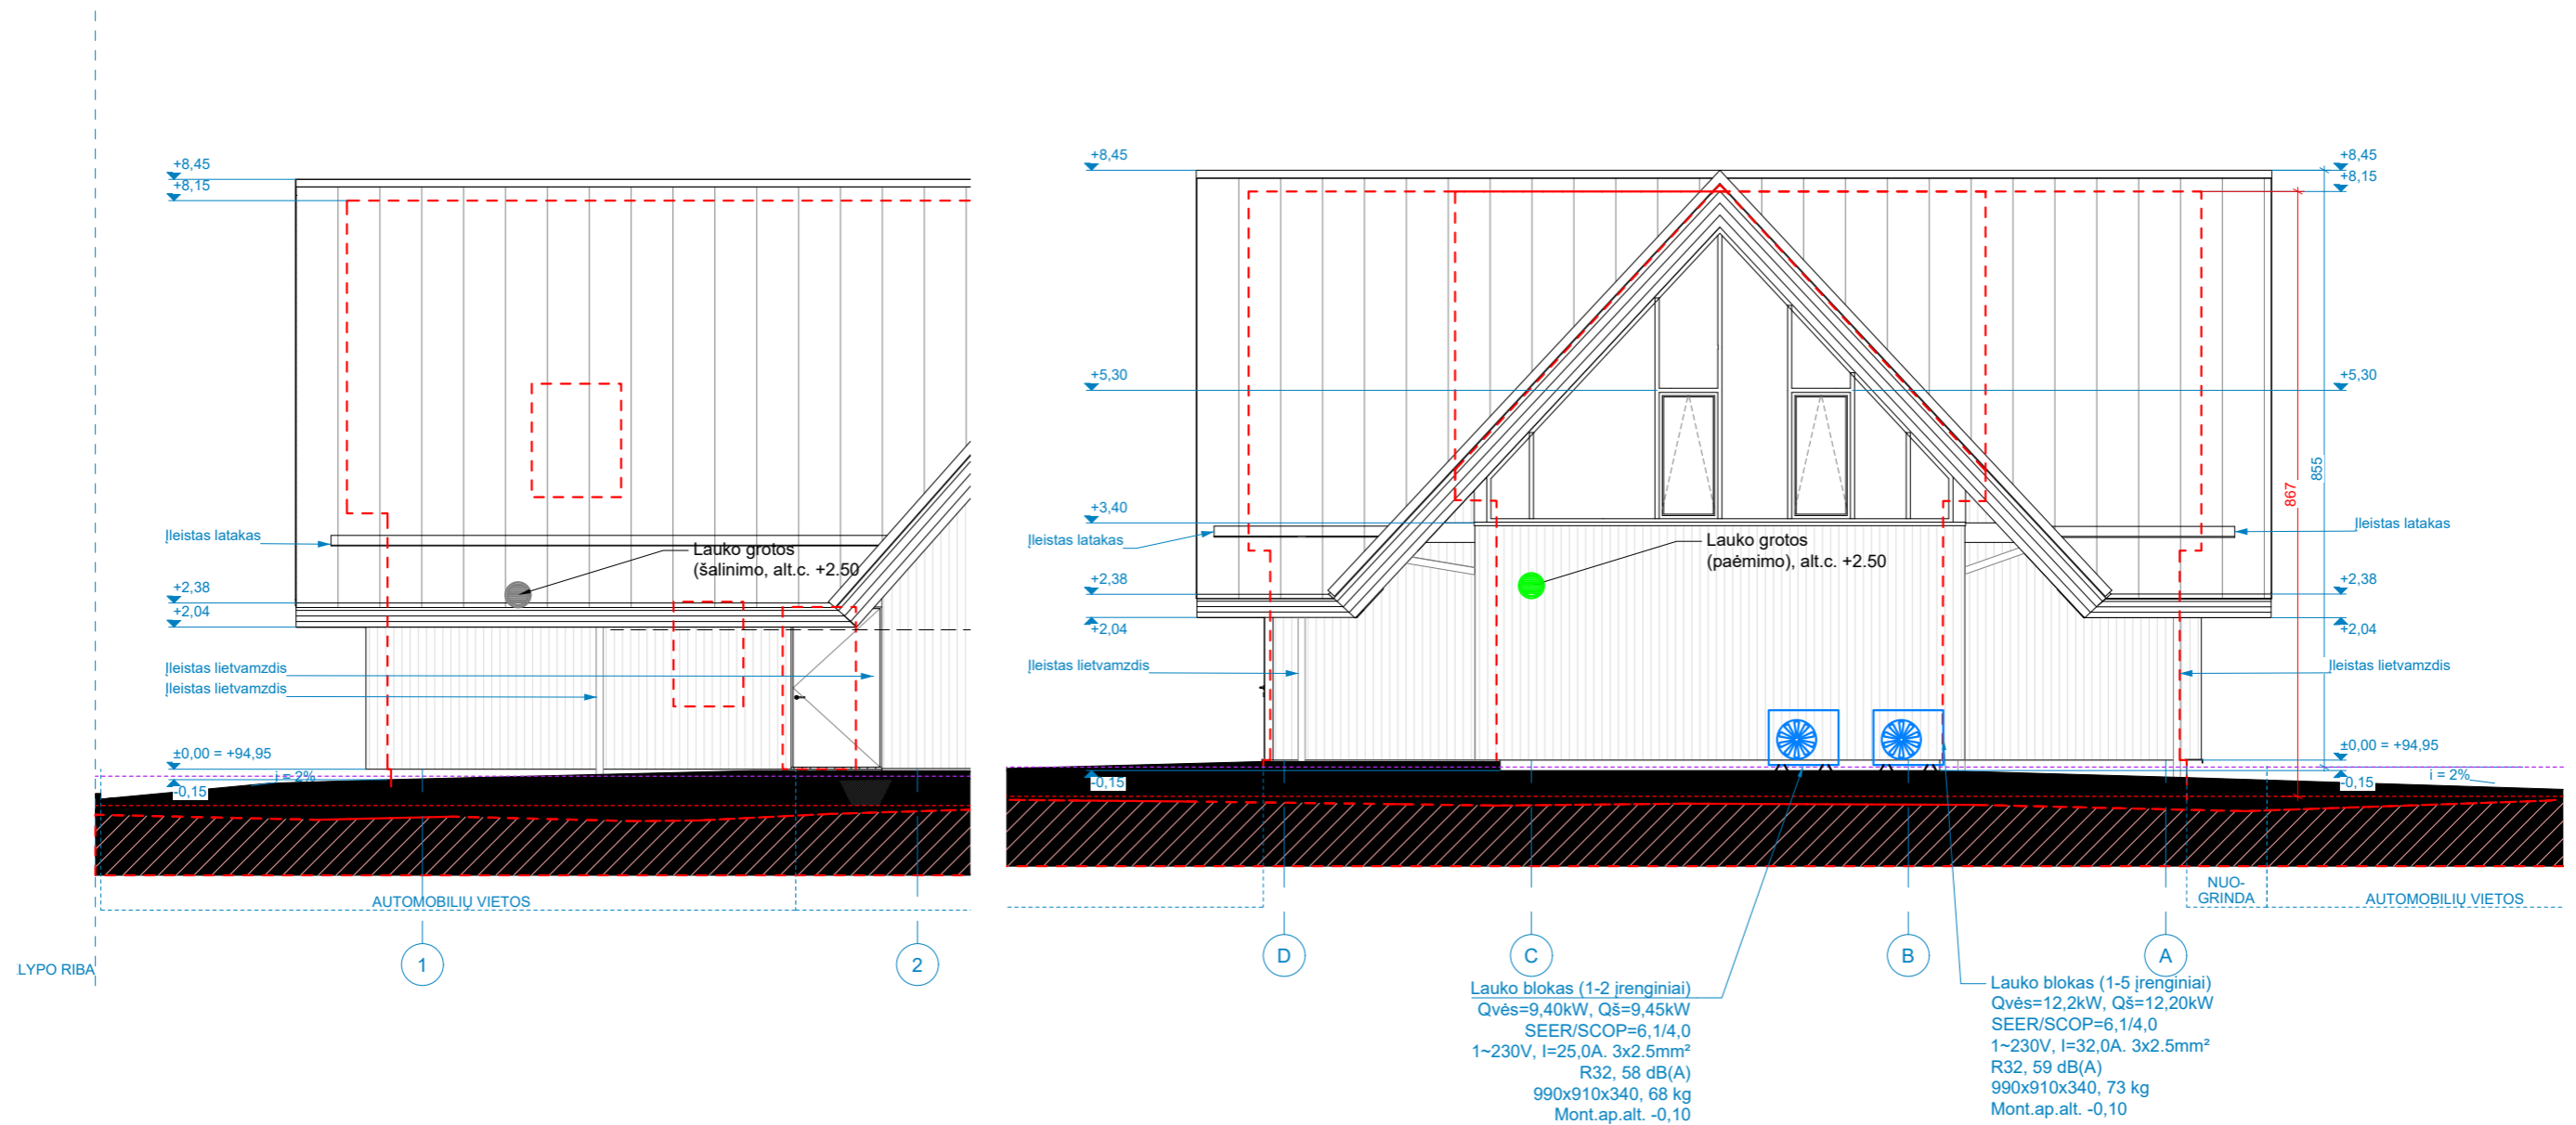 +8,45
+8,15
Įleistas latakas
Lauko grotos
(šalinimo, alt.c. +2.50
+2,38
+2,04
Įleistas lietvamzdis
Įleistas lietvamzdis
±0,00 = +94,95
i = 2%
-0,15
AUTOMOBILIŲ VIETOS
1
2
LYPO RIBA
+8,45
+8,45
+8,15
+5,30
+5,30
855
867
+3,40
Įleistas latakas
Įleistas latakas
Lauko grotos
(paėmimo), alt.c. +2.50
+2,38
+2,38
+2,04
+2,04
Įleistas lietvamzdis
Įleistas lietvamzdis
±0,00 = +94,95
-0,15
-0,15
i = 2%
NUO-
GRINDA
AUTOMOBILIŲ VIETOS
D
C
B
A
Lauko blokas (1-2 įrenginiai)
Qvės=9,40kW, Qš=9,45kW
SEER/SCOP=6,1/4,0
1~230V, I=25,0A. 3x2.5mm²
R32, 58 dB(A)
990x910x340, 68 kg
Mont.ap.alt. -0,10
Lauko blokas (1-5 įrenginiai)
Qvės=12,2kW, Qš=12,20kW
SEER/SCOP=6,1/4,0
1~230V, I=32,0A. 3x2.5mm²
R32, 59 dB(A)
990x910x340, 73 kg
Mont.ap.alt. -0,10